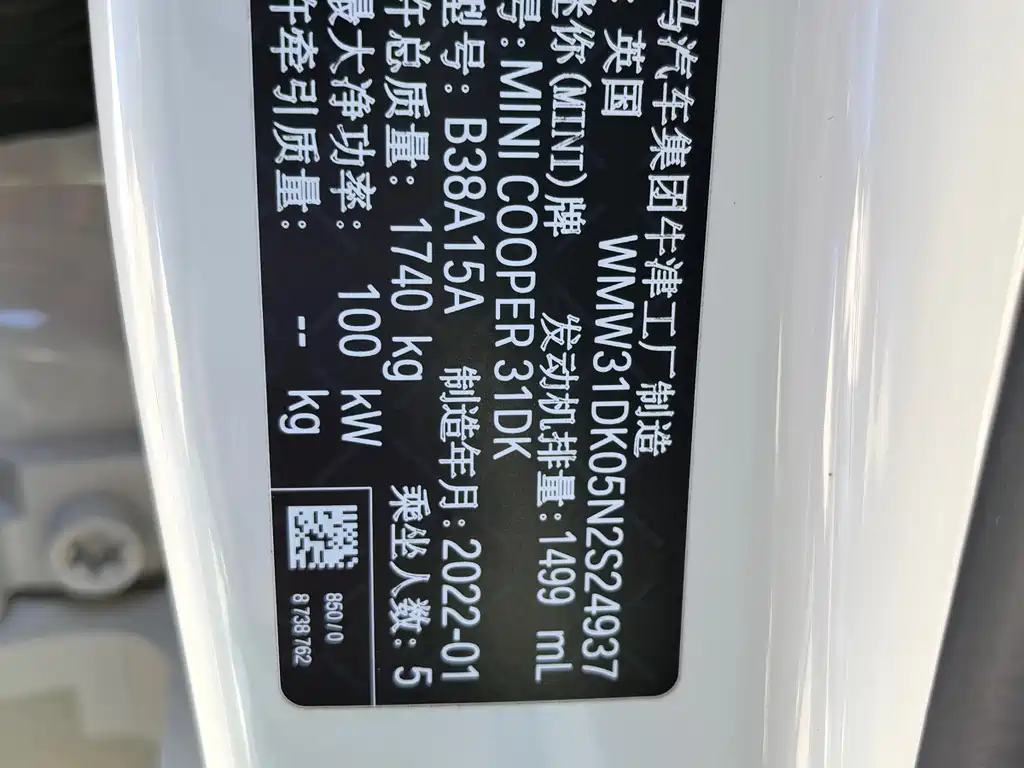 马汽车集团牛津工厂制造
英国 WMW31DK05N2S24937
迷你(MINI)牌 发动机排量:1499 mL
号:MINI COOPER 31DK
型号:B38A15A 制造年月:2022-01
许总质量:1740 kg 乘坐人数:5
最大净功率:100 kW
许牵引质量:-- kg
850/0
8 738 762